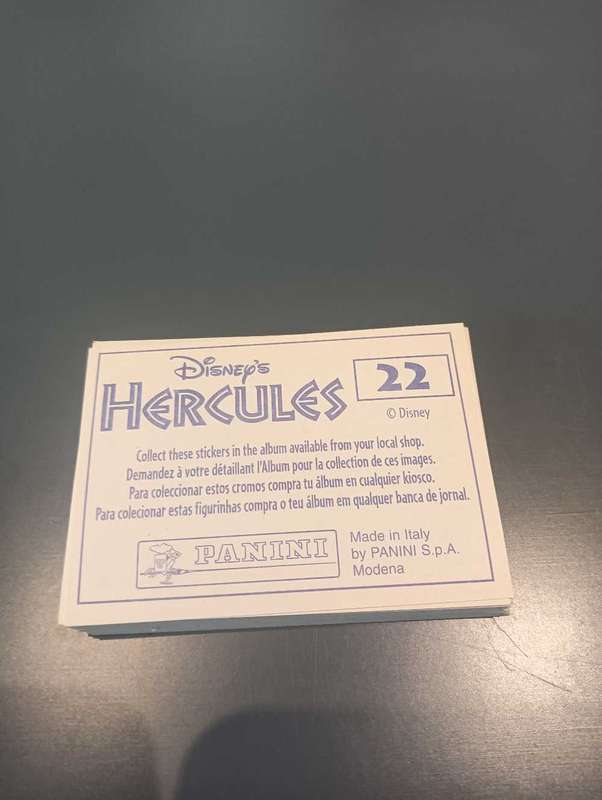 Disney's
HERCULES
22
© Disney
Collect these stickers in the album available from your local shop.
Demandez à votre détaillant l'Album pour la collection de ces images.
Para coleccionar estos cromos compra tu álbum en cualquier kiosco.
Para colecionar estas figurinhas compra o teu álbum em qualquer banca de jornal.
PANINI
Made in Italy
by PANINI S.p.A.
Modena